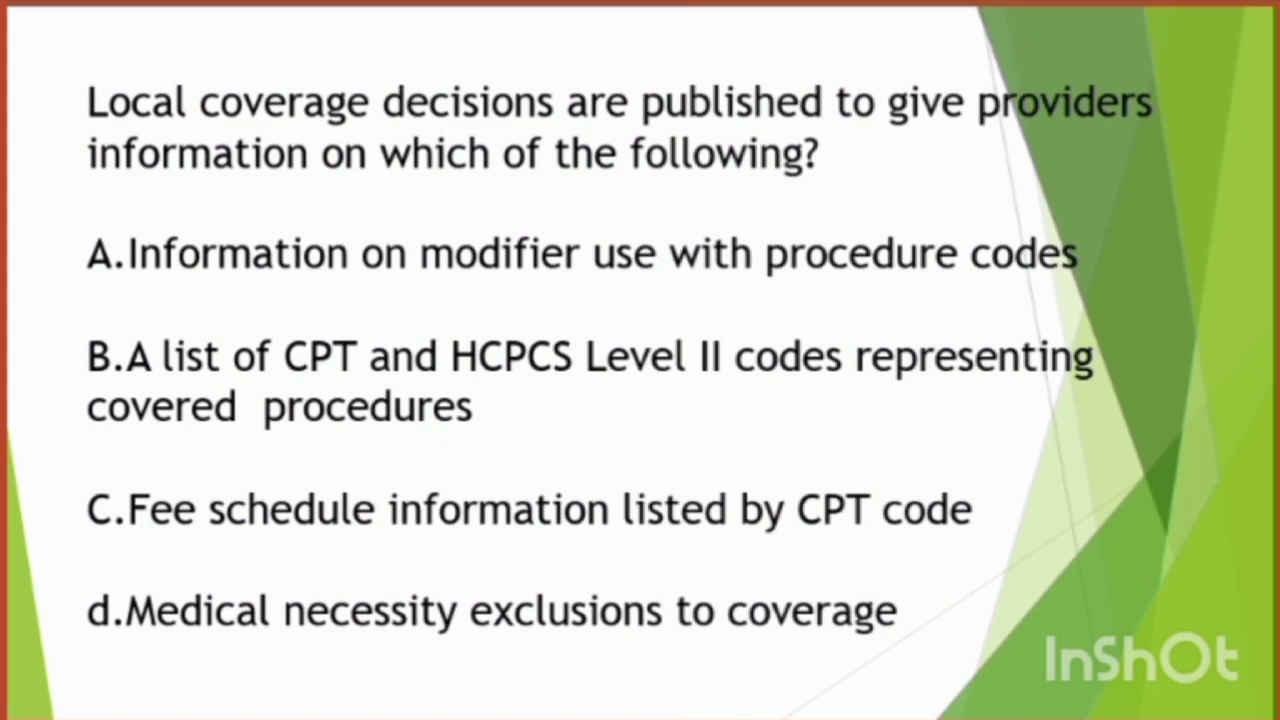 Local coverage decisions are published to give providers
information on which of the following?
A.Information on modifier use with procedure codes
B.A list of CPT and HCPCS Level II codes representing
covered  procedures
C.Fee schedule information listed by CPT code
d.Medical necessity exclusions to coverage
InShOt